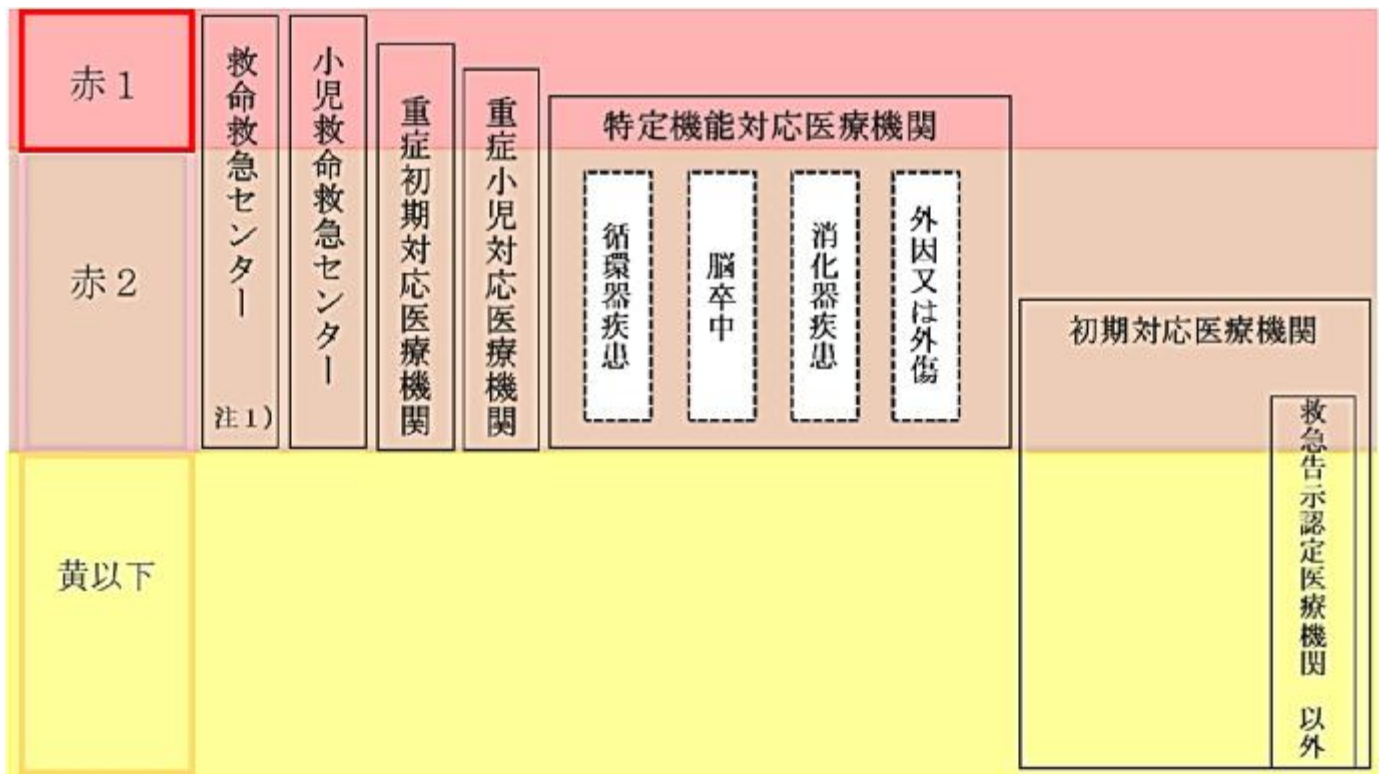 赤1
赤2
黄以下
救命救急センター
注1)
小児救命救急センター
重症初期対応医療機関
重症小児対応医療機関
特定機能対応医療機関
循環器疾患
脳卒中
消化器疾患
外因又は外傷
初期対応医療機関
救急告示認定医療機関 以外